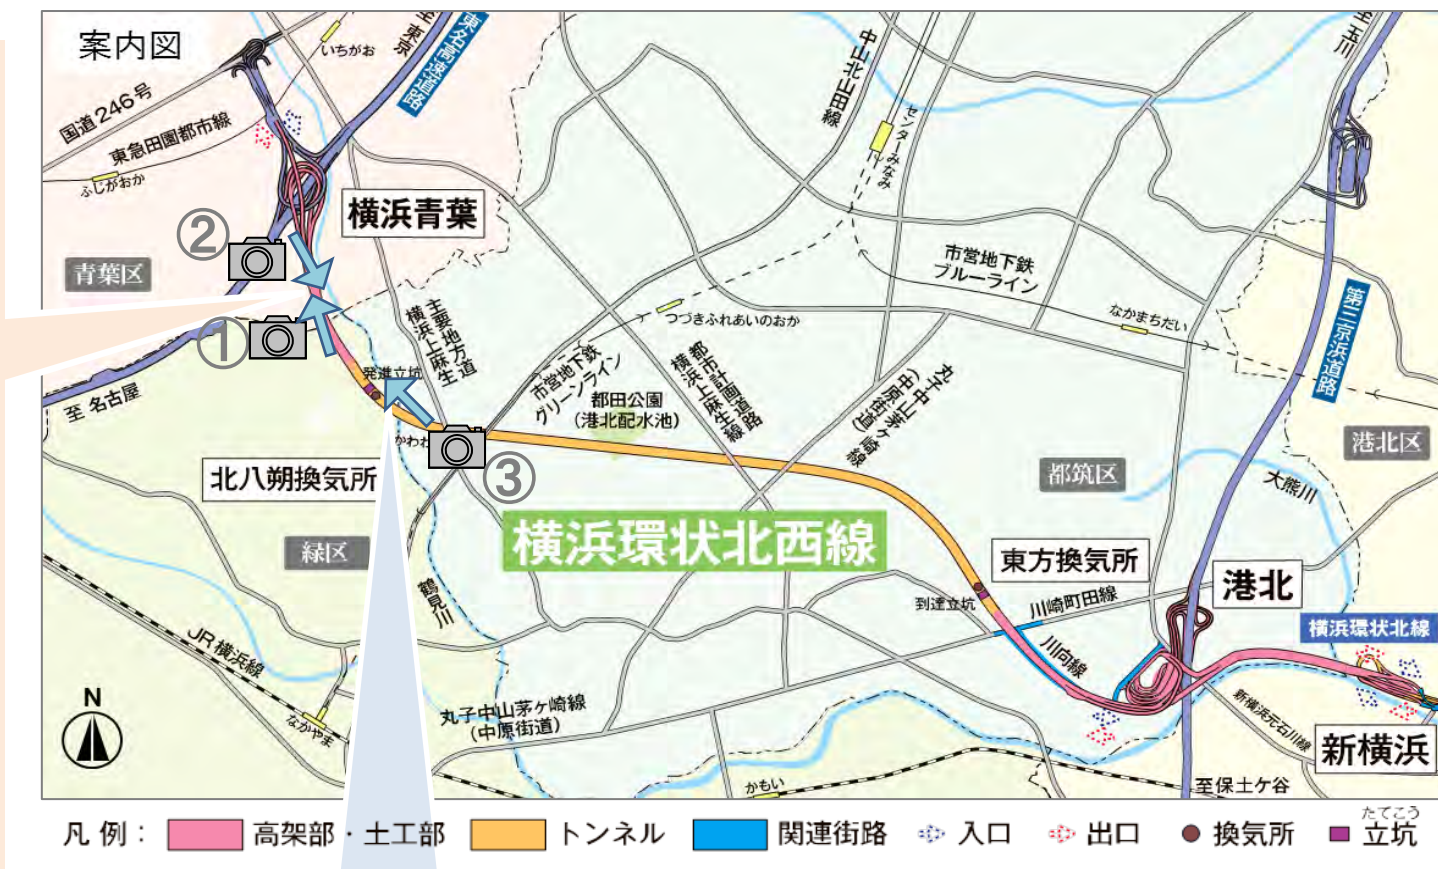 案内図
至 東京
東名高速道路
いちがお
国道246号
東急田園都市線
ふじがおか
中山北山田線
センターみなみ
至玉川
横浜青葉
②
青葉区
①
至 名古屋
主要地方道
横浜上麻生
発進立坑
つづきふれあいのおか
市営地下鉄
ブルーライン
なかまちだい
第三京浜道路
市営地下鉄
グリーンライン
都田公園
(港北配水池)
都市計画道路
横浜上麻生線
丸子中山茅ヶ崎線
(中原街道)
港北区
かわわ
③
北八朔換気所
都筑区
大熊川
緑区
横浜環状北西線
鶴見川
東方換気所
到達立坑
川崎町田線
港北
横浜環状北線
川向線
JR横浜線
なかやま
丸子中山茅ヶ崎線
(中原街道)
新横浜元石川線
新横浜
かもい
至保土ケ谷
N
凡 例 :
高架部・土工部
トンネル
関連街路
入口
出口
換気所
たてこう
立坑